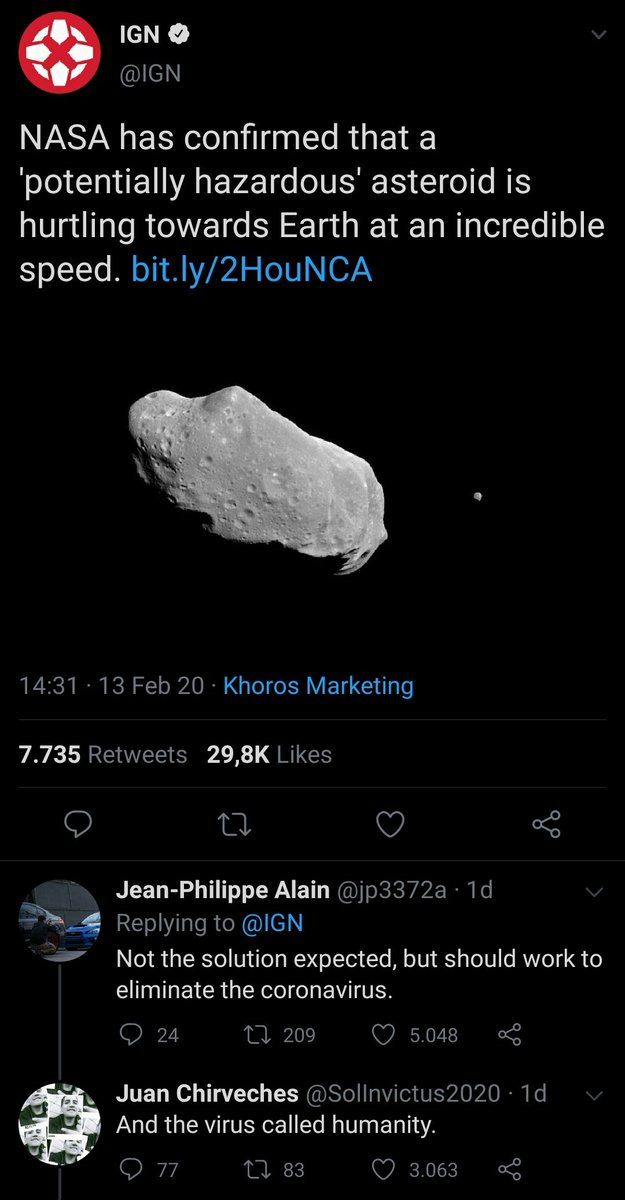 IGN
@IGN
NASA has confirmed that a
'potentially hazardous' asteroid is
hurtling towards Earth at an incredible
speed. bit.ly/2HouNCA
14:31 · 13 Feb 20 · Khoros Marketing
7.735 Retweets 29,8K Likes
Jean-Philippe Alain @jp3372a · 1d
Replying to @IGN
Not the solution expected, but should work to
eliminate the coronavirus.
24 209 5.048
Juan Chirveches @SolInvictus2020 · 1d
And the virus called humanity.
77 83 3.063